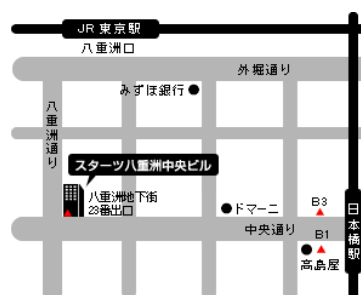 JR 東京駅
八重洲口
外堀通り
みずほ銀行
八重洲通り
スターツ八重洲中央ビル
八重洲地下街
23番出口
ドマーニ
B3
中央通り
B1
高島屋
日本橋駅